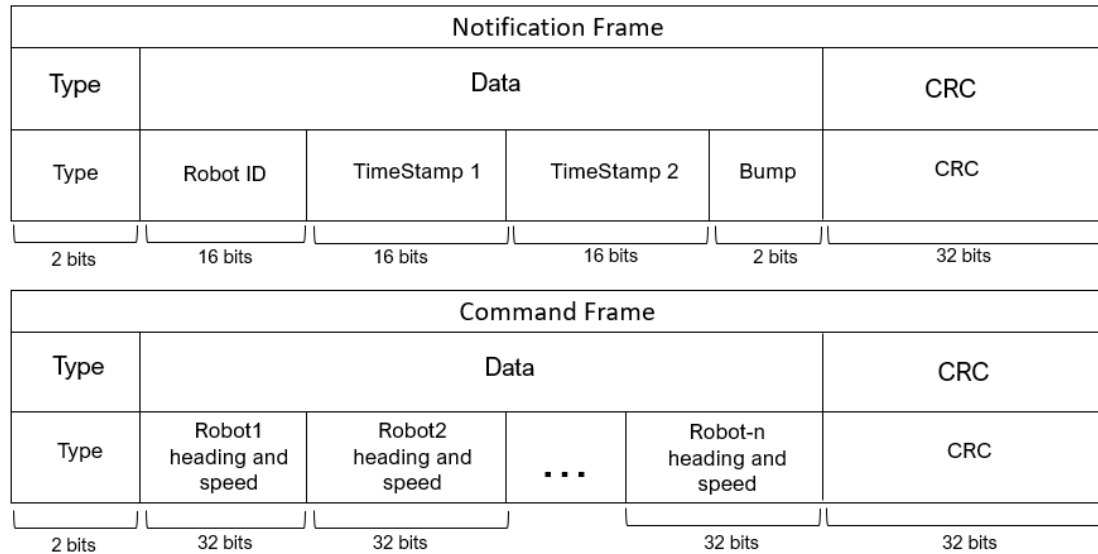 Notification Frame
Type Data CRC
Type Robot ID TimeStamp 1 TimeStamp 2 Bump CRC
2 bits 16 bits 16 bits 16 bits 2 bits 32 bits
Command Frame
Type Data CRC
Type Robot1 heading and speed Robot2 heading and speed ... Robot-n heading and speed CRC
2 bits 32 bits 32 bits 32 bits 32 bits